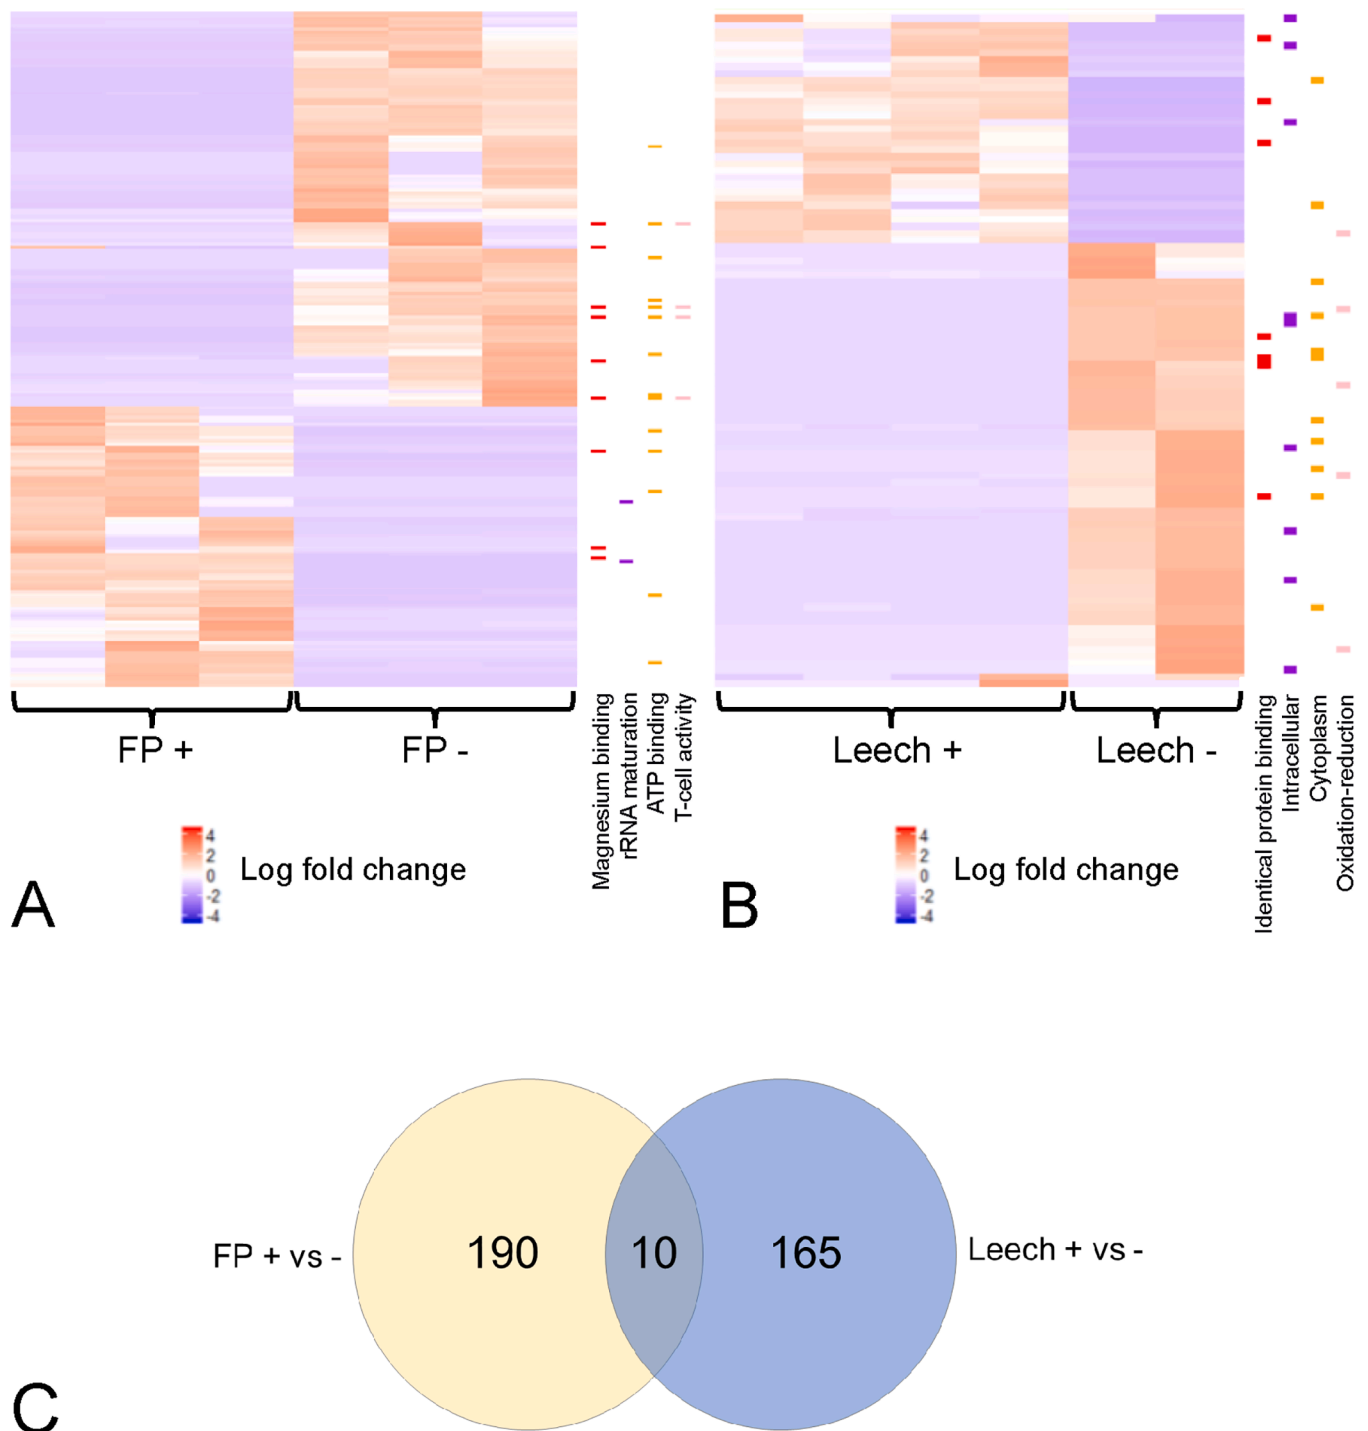 FP +
FP -
Magnesium binding
rRNA maturation
ATP binding
T-cell activity
4
2
0
-2
-4
Log fold change
A
Leech +
Leech -
Identical protein binding
Intracellular
Cytoplasm
Oxidation-reduction
4
2
0
-2
-4
Log fold change
B
FP + vs -
190
10
165
Leech + vs -
C